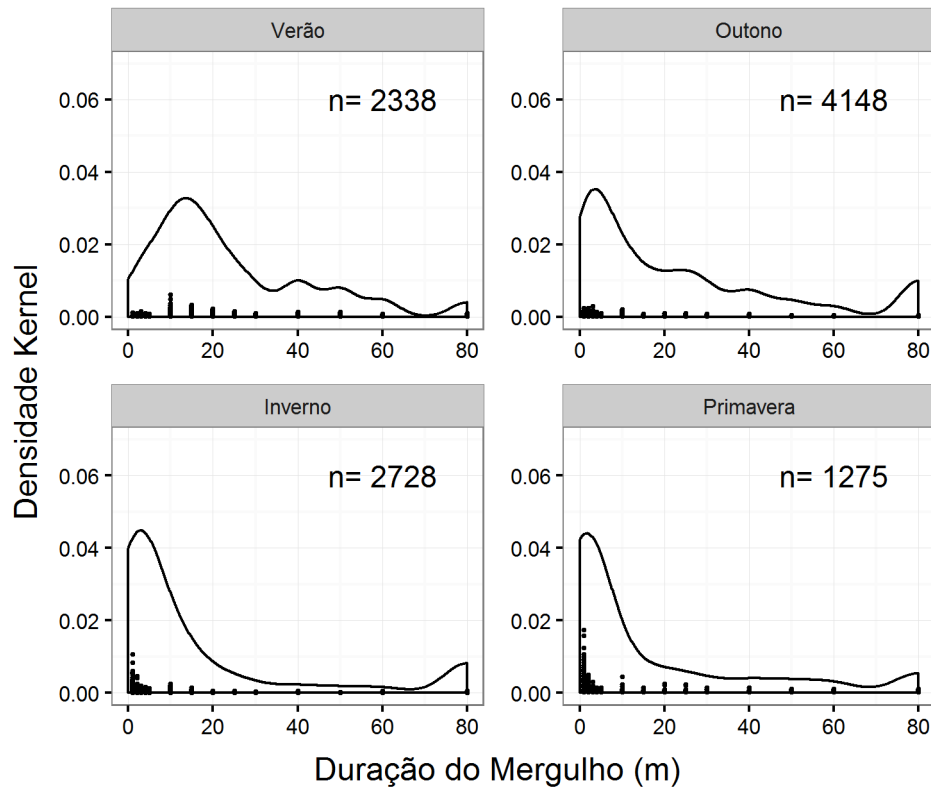 Verão
Outono
n= 2338
n= 4148
0.06
0.04
0.02
0.00
0.06
0.04
0.02
0.00
0 20 40 60 80
0 20 40 60 80
Inverno
Primavera
n= 2728
n= 1275
0.06
0.04
0.02
0.00
0.06
0.04
0.02
0.00
0 20 40 60 80
0 20 40 60 80
Densidade Kernel
Duração do Mergulho (m)